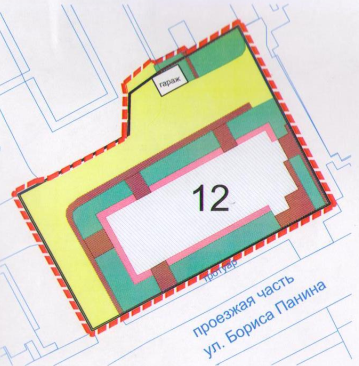 гараж
12
тротуар
проезжая часть
ул. Бориса Панина